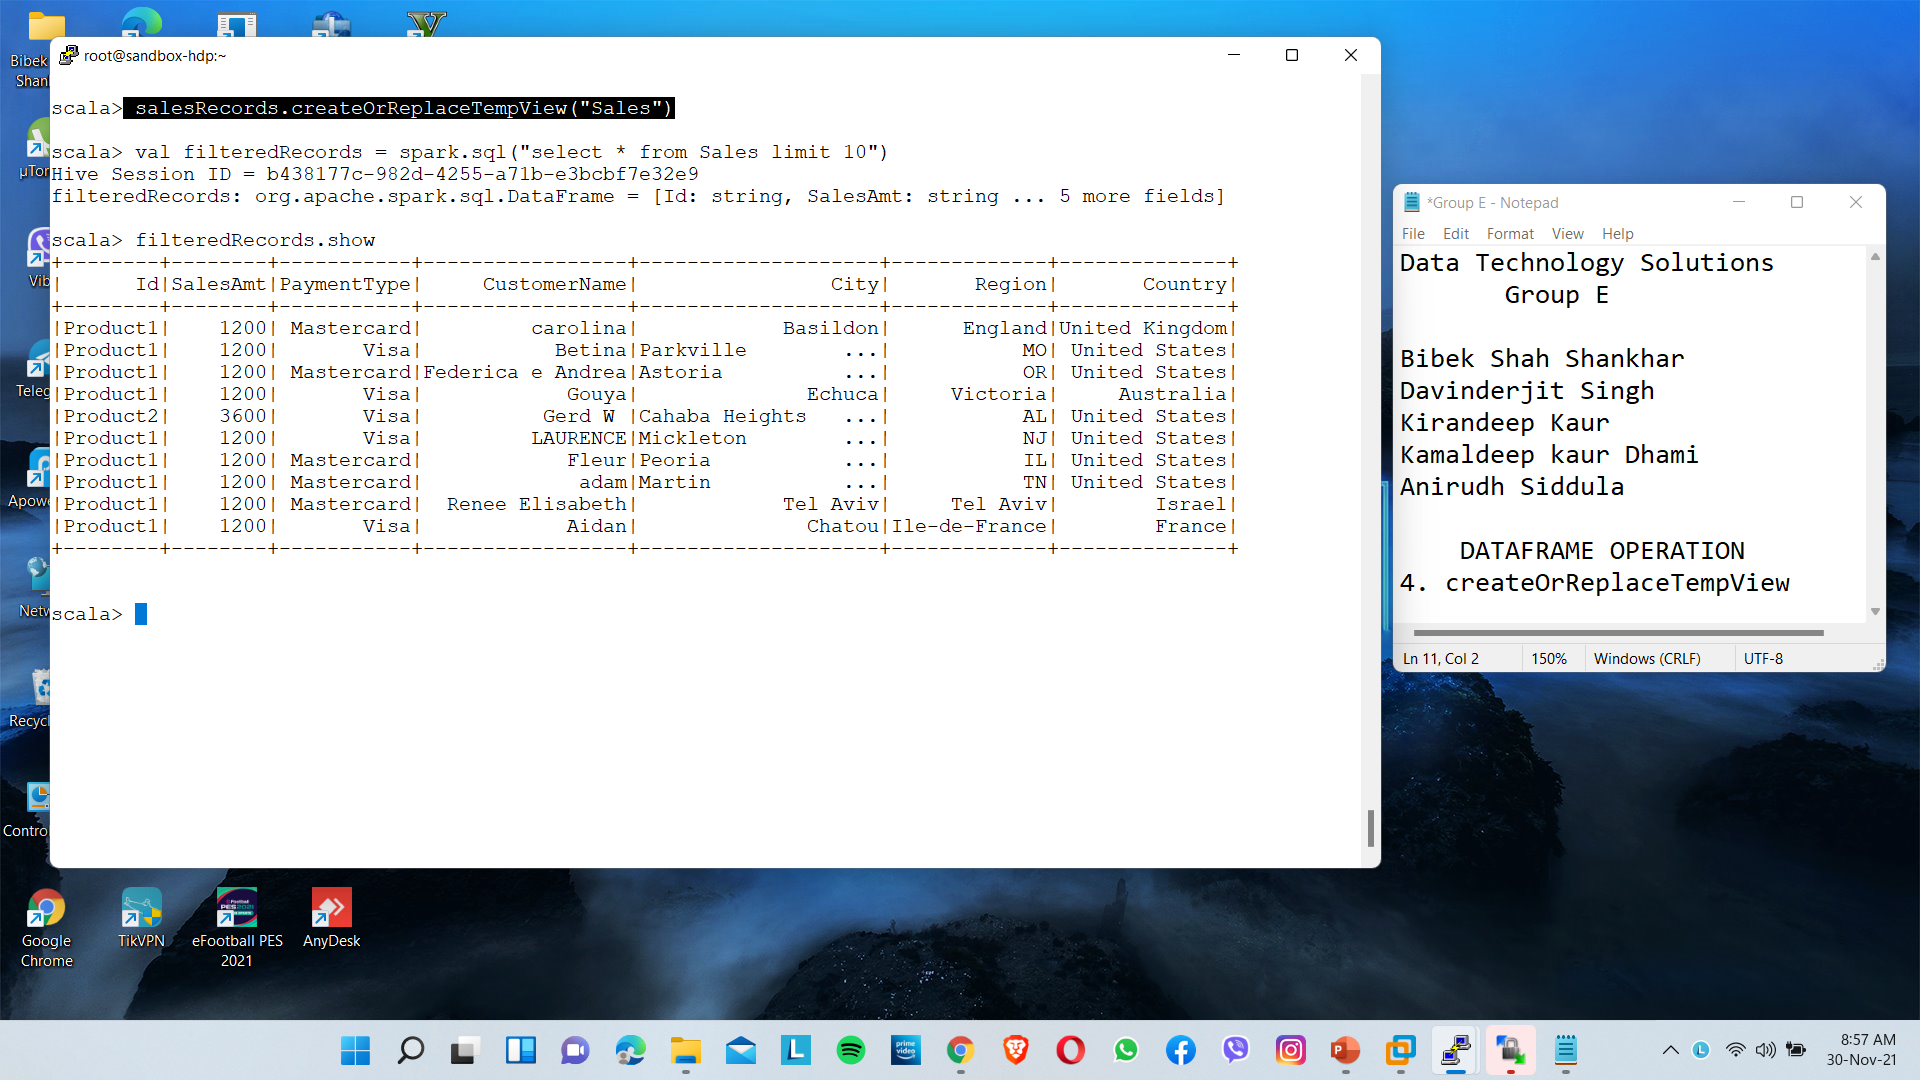 root@sandbox-hdp:~
scala> salesRecords.createOrReplaceTempView("Sales")
scala> val filteredRecords = spark.sql("select * from Sales limit 10")
Hive Session ID = b438177c-982d-4255-a71b-e3bcbf7e32e9
filteredRecords: org.apache.spark.sql.DataFrame = [Id: string, SalesAmt: string ... 5 more fields]
scala> filteredRecords.show
+--------+--------+-----------+-----------------+--------------------+-------------+--------------+
|      Id|SalesAmt|PaymentType|     CustomerName|                City|       Region|       Country|
+--------+--------+-----------+-----------------+--------------------+-------------+--------------+
|Product1|    1200| Mastercard|         carolina|            Basildon|      England|United Kingdom|
|Product1|    1200|       Visa|           Betina|Parkville        ...|           MO| United States|
|Product1|    1200| Mastercard|Federica e Andrea|Astoria          ...|           OR| United States|
|Product1|    1200|       Visa|            Gouya|              Echuca|     Victoria|     Australia|
|Product2|    3600|       Visa|          Gerd W |Cahaba Heights   ...|           AL| United States|
|Product1|    1200|       Visa|         LAURENCE|Mickleton        ...|           NJ| United States|
|Product1|    1200| Mastercard|            Fleur|Peoria           ...|           IL| United States|
|Product1|    1200| Mastercard|             adam|Martin           ...|           TN| United States|
|Product1|    1200| Mastercard|  Renee Elisabeth|            Tel Aviv|     Tel Aviv|        Israel|
|Product1|    1200|       Visa|            Aidan|              Chatou|Ile-de-France|        France|
+--------+--------+-----------+-----------------+--------------------+-------------+--------------+
scala>
*Group E - Notepad
File Edit Format View Help
Data Technology Solutions
Group E
Bibek Shah Shankhar
Davinderjit Singh
Kirandeep Kaur
Kamaldeep kaur Dhami
Anirudh Siddula
DATAFRAME OPERATION
4. createOrReplaceTempView
Ln 11, Col 2 150% Windows (CRLF) UTF-8
Bibek
Shan
µTor
Vib
Teleg
Apowe
Netw
Recycl
Contro
Google
Chrome
TikVPN
eFootball PES
2021
AnyDesk
prime
video
8:57 AM
30-Nov-21